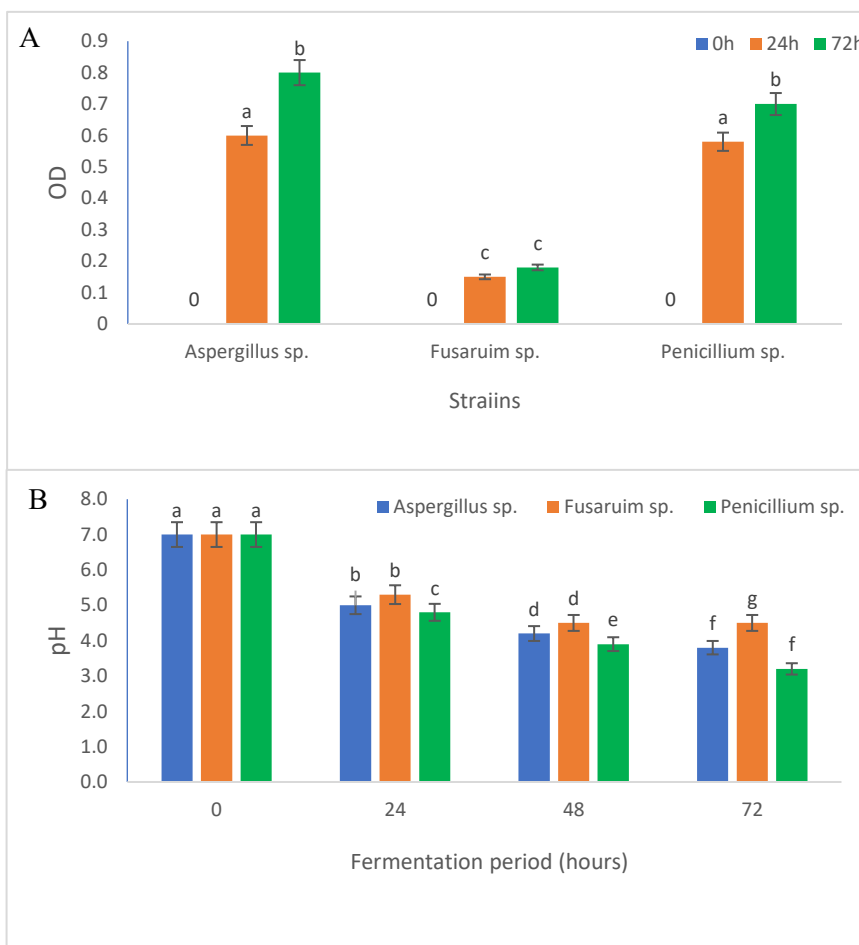 A
0h 24h 72h
0.9
0.8
0.7
0.6
0.5
0.4
0.3
0.2
0.1
0
OD
0 a b
0 c c
0 a b
Aspergillus sp. Fusaruim sp. Penicillium sp.
Straiins
B
Aspergillus sp. Fusaruim sp. Penicillium sp.
8.0
7.0
6.0
5.0
4.0
3.0
2.0
1.0
0.0
pH
a a a
b b c
d d e
f g f
0 24 48 72
Fermentation period (hours)